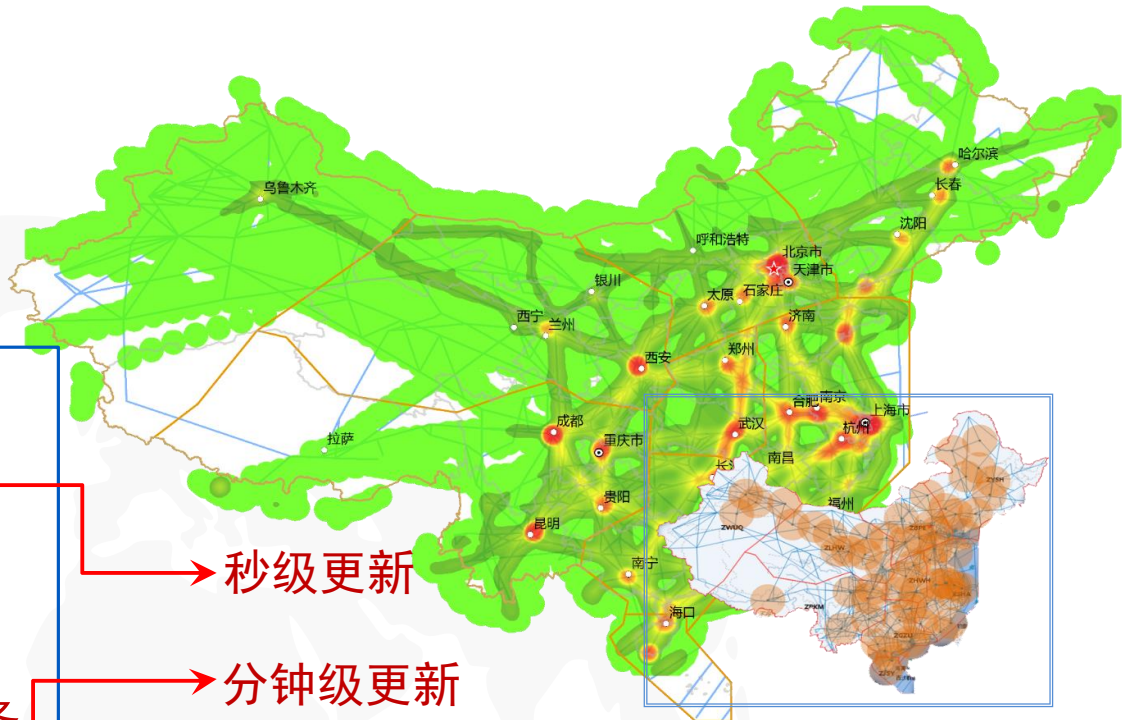 哈尔滨
长春
乌鲁木齐
沈阳
呼和浩特
北京市
天津市
银川
太原
石家庄
西宁
兰州
济南
郑州
西安
合肥
南京
上海市
成都
武汉
杭州
拉萨
重庆市
南昌
贵阳
福州
昆明
ZWUQ
南宁
秒级更新
ZPKM
海口
分钟级更新